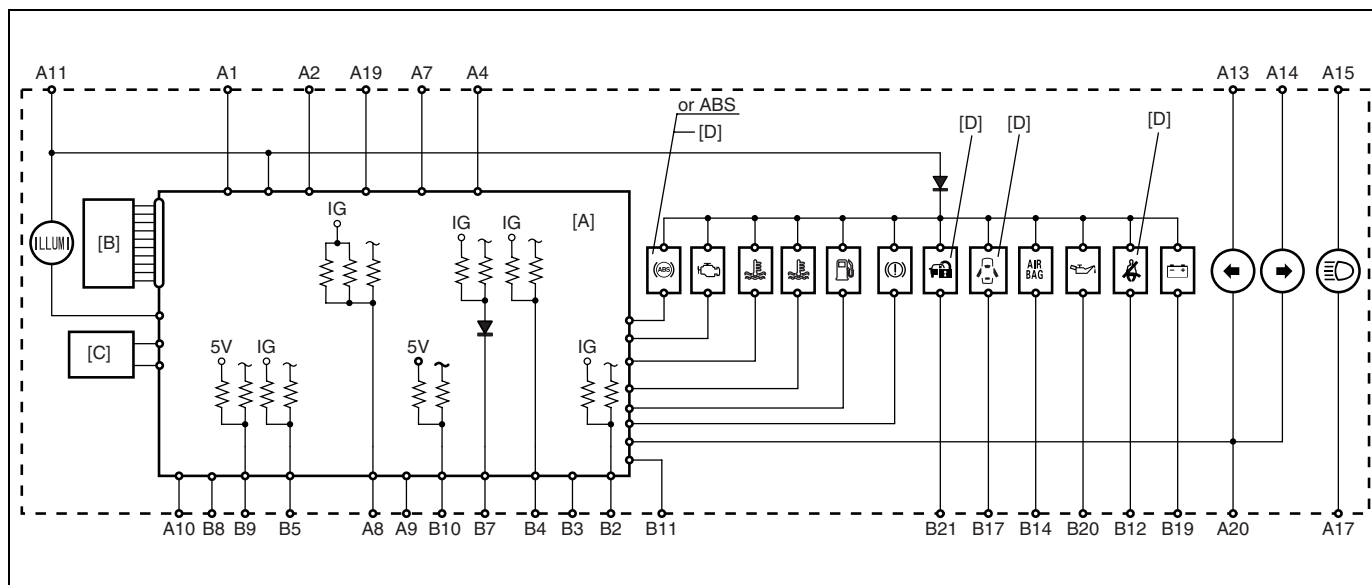 A11 A1 A2 A19 A7 A4 A13 A14 A15
or ABS
[D] [D] [D] [D]
IG IG IG [A]
ILLUMI [B] ABS AIR
BAG
[C] 5V IG 5V IG
A10 B8 B9 B5 A8 A9 B10 B7 B4 B3 B2 B11 B21 B17 B14 B20 B12 B19 A20 A17